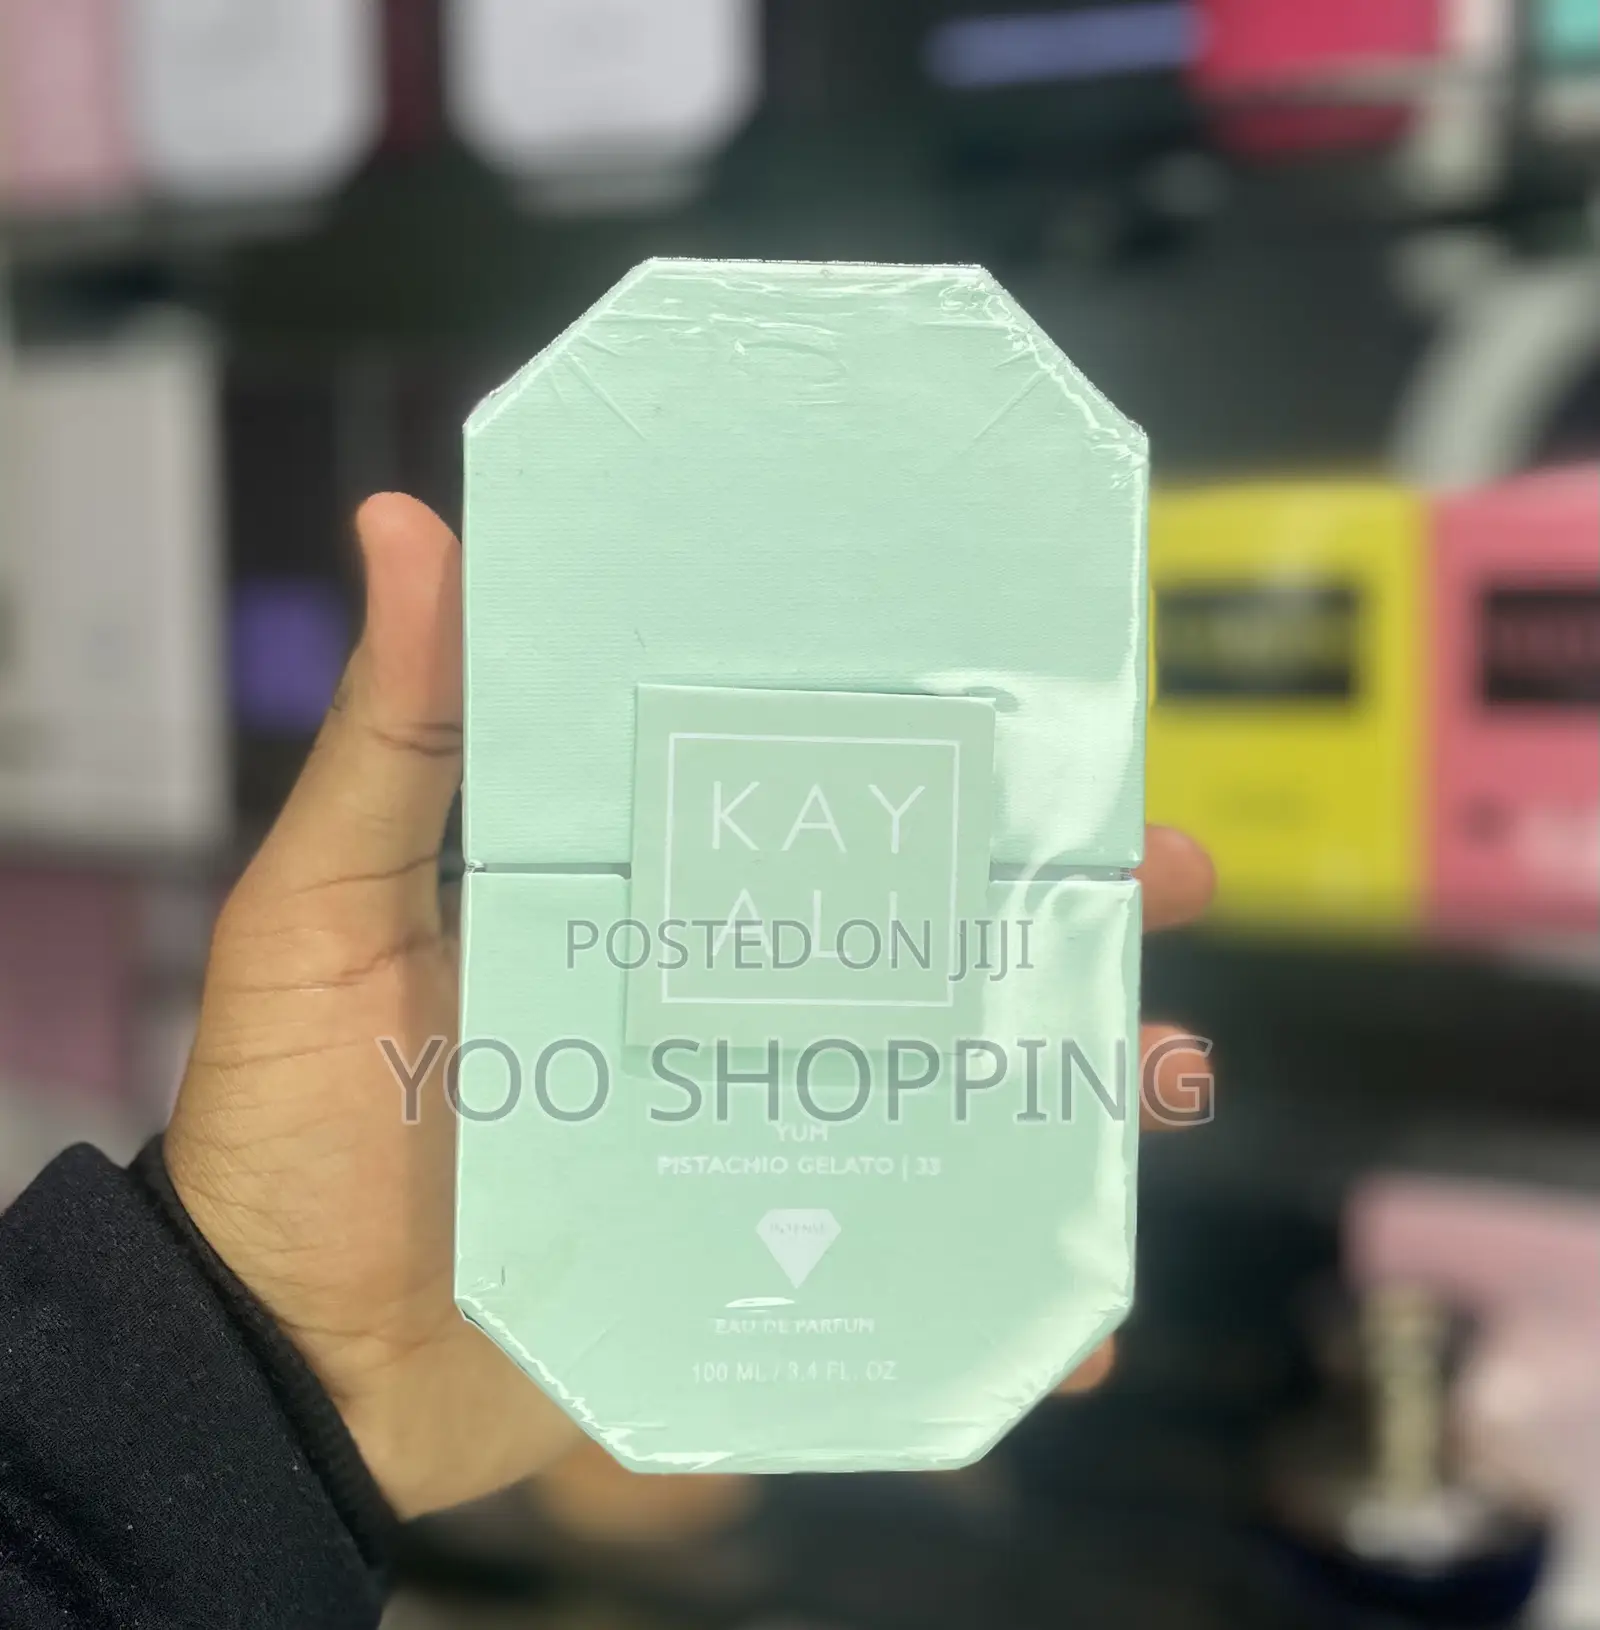 KAY
ALI
POSTED ON JIJI
YOO SHOPPING
YUM
PISTACHIO GELATO | 33
INTENSE
EAU DE PARFUM
100 ML / 3.4 FL. OZ